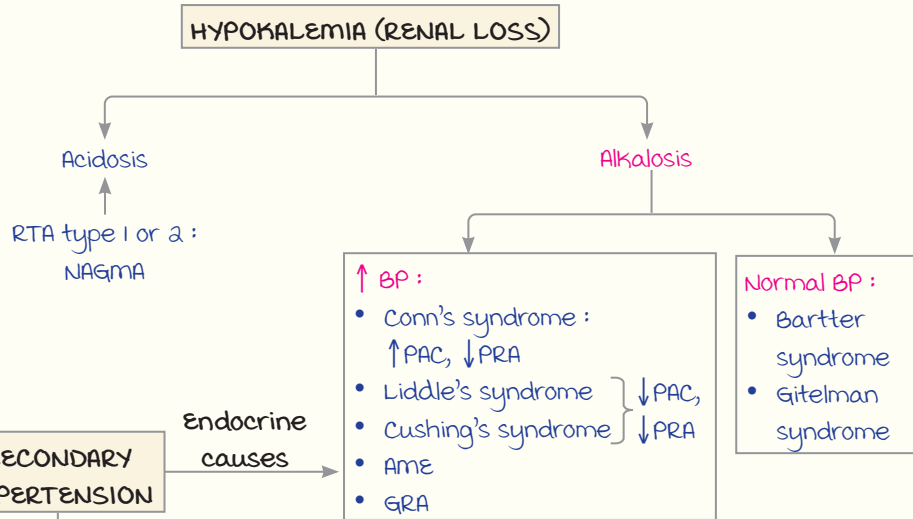 HYPOKALEMIA (RENAL LOSS)
Acidosis
Alkalosis
RTA type 1 or 2 :
NAGMA
↑ BP :
• Conn's syndrome :
↑PAC, ↓PRA
• Liddle's syndrome
• Cushing's syndrome
↓PAC,
↓PRA
• AME
• GRA
Normal BP :
• Bartter
syndrome
• Gitelman
syndrome
Endocrine
causes
ECONDARY
PERTENSION